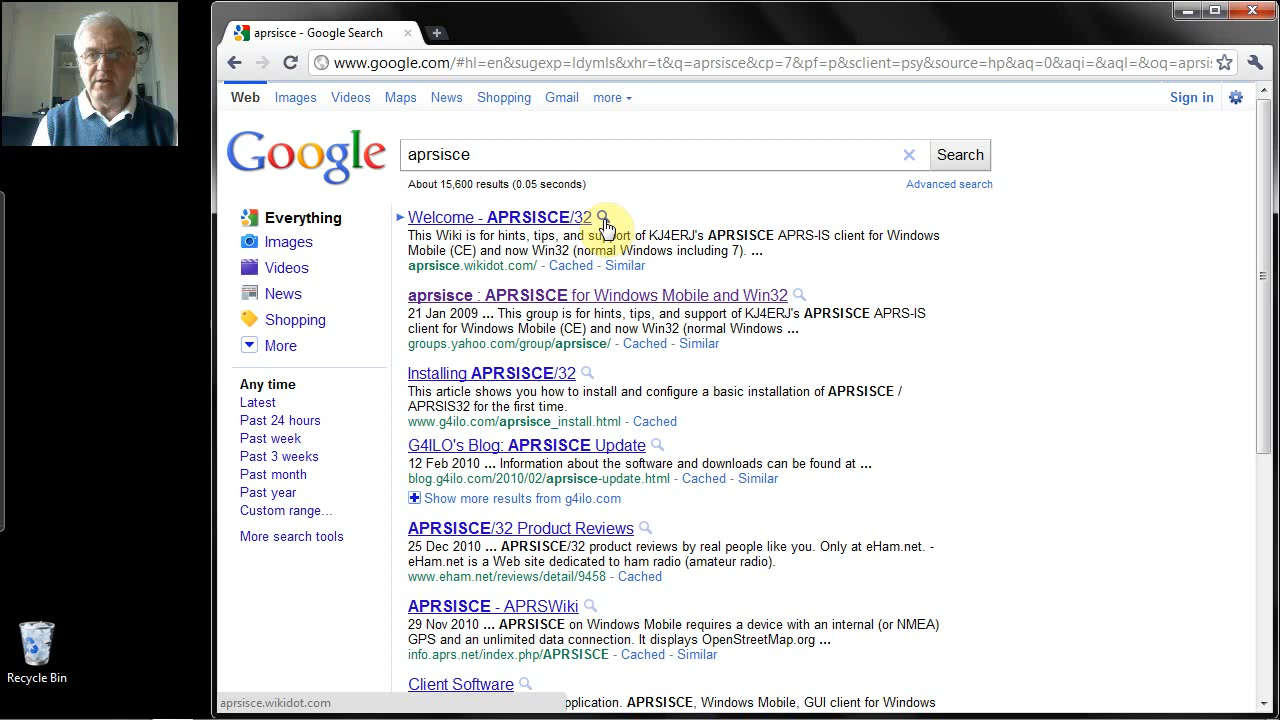 aprsisce - Google Search
www.google.com/#hl=en&sugexp=ldymls&xhr=t&q=aprsisce&cp=7&pf=p&sclient=psy&source=hp&aq=0&aqi=&aql=&oq=aprsis
Web Images Videos Maps News Shopping Gmail more Sign in
Google aprsisce Search
About 15,600 results (0.05 seconds) Advanced search
Everything
Images
Videos
News
Shopping
More
Any time
Latest
Past 24 hours
Past week
Past 3 weeks
Past month
Past year
Custom range...
More search tools
Welcome - APRSISCE/32
This Wiki is for hints, tips, and support of KJ4ERJ's APRSISCE APRS-IS client for Windows
Mobile (CE) and now Win32 (normal Windows including 7). ...
aprsisce.wikidot.com/ - Cached - Similar
aprsisce : APRSISCE for Windows Mobile and Win32
21 Jan 2009 ... This group is for hints, tips, and support of KJ4ERJ's APRSISCE APRS-IS
client for Windows Mobile (CE) and now Win32 (normal Windows ...
groups.yahoo.com/group/aprsisce/ - Cached - Similar
Installing APRSISCE/32
This article shows you how to install and configure a basic installation of APRSISCE /
APRSIS32 for the first time.
www.g4ilo.com/aprsisce_install.html - Cached
G4ILO's Blog: APRSISCE Update
12 Feb 2010 ... Information about the software and downloads can be found at ...
blog.g4ilo.com/2010/02/aprsisce-update.html - Cached - Similar
Show more results from g4ilo.com
APRSISCE/32 Product Reviews
25 Dec 2010 ... APRSISCE/32 product reviews by real people like you. Only at eHam.net. -
eHam.net is a Web site dedicated to ham radio (amateur radio).
www.eham.net/reviews/detail/9458 - Cached
APRSISCE - APRSWiki
29 Nov 2010 ... APRSISCE on Windows Mobile requires a device with an internal (or NMEA)
GPS and an unlimited data connection. It displays OpenStreetMap.org ...
info.aprs.net/index.php/APRSISCE - Cached - Similar
Client Software
pplication. APRSISCE, Windows Mobile, GUI client for Windows
aprsisce.wikidot.com
Recycle Bin